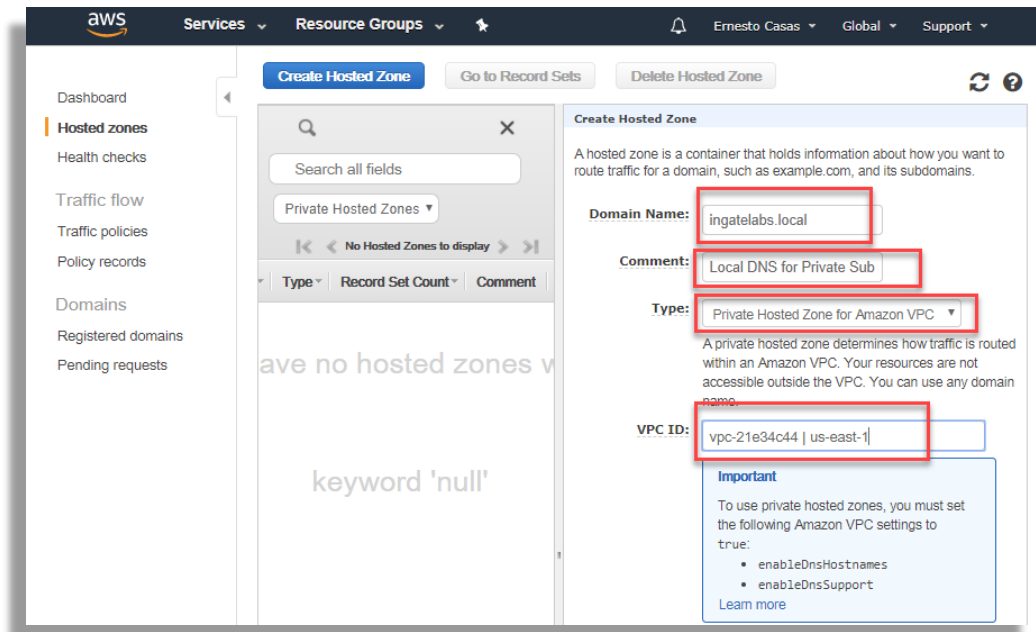 aws Services Resource Groups Ernesto Casas Global Support
Create Hosted Zone Go to Record Sets Delete Hosted Zone
Dashboard
Hosted zones
Health checks
Traffic flow
Traffic policies
Policy records
Domains
Registered domains
Pending requests
Search all fields
Private Hosted Zones
No Hosted Zones to display
Type Record Set Count Comment
ave no hosted zones w
keyword 'null'
Create Hosted Zone
A hosted zone is a container that holds information about how you want to
route traffic for a domain, such as example.com, and its subdomains.
Domain Name: ingatelabs.local
Comment: Local DNS for Private Sub
Type: Private Hosted Zone for Amazon VPC
A private hosted zone determines how traffic is routed
within an Amazon VPC. Your resources are not
accessible outside the VPC. You can use any domain
name.
VPC ID: vpc-21e34c44 | us-east-1
Important
To use private hosted zones, you must set
the following Amazon VPC settings to
true:
• enableDnsHostnames
• enableDnsSupport
Learn more